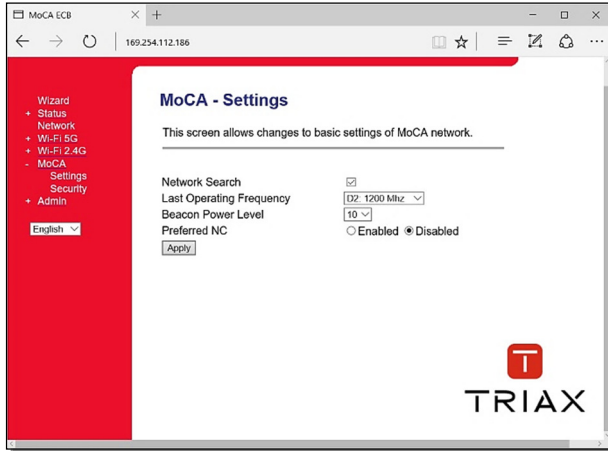 MoCA ECB
169.254.112.186
Wizard
+ Status
Network
+ Wi-Fi 5G
+ Wi-Fi 2.4G
- MoCA
Settings
Security
+ Admin
English
MoCA - Settings
This screen allows changes to basic settings of MoCA network.
Network Search
Last Operating Frequency D2: 1200 Mhz
Beacon Power Level 10
Preferred NC Enabled Disabled
Apply
T
TRIAX